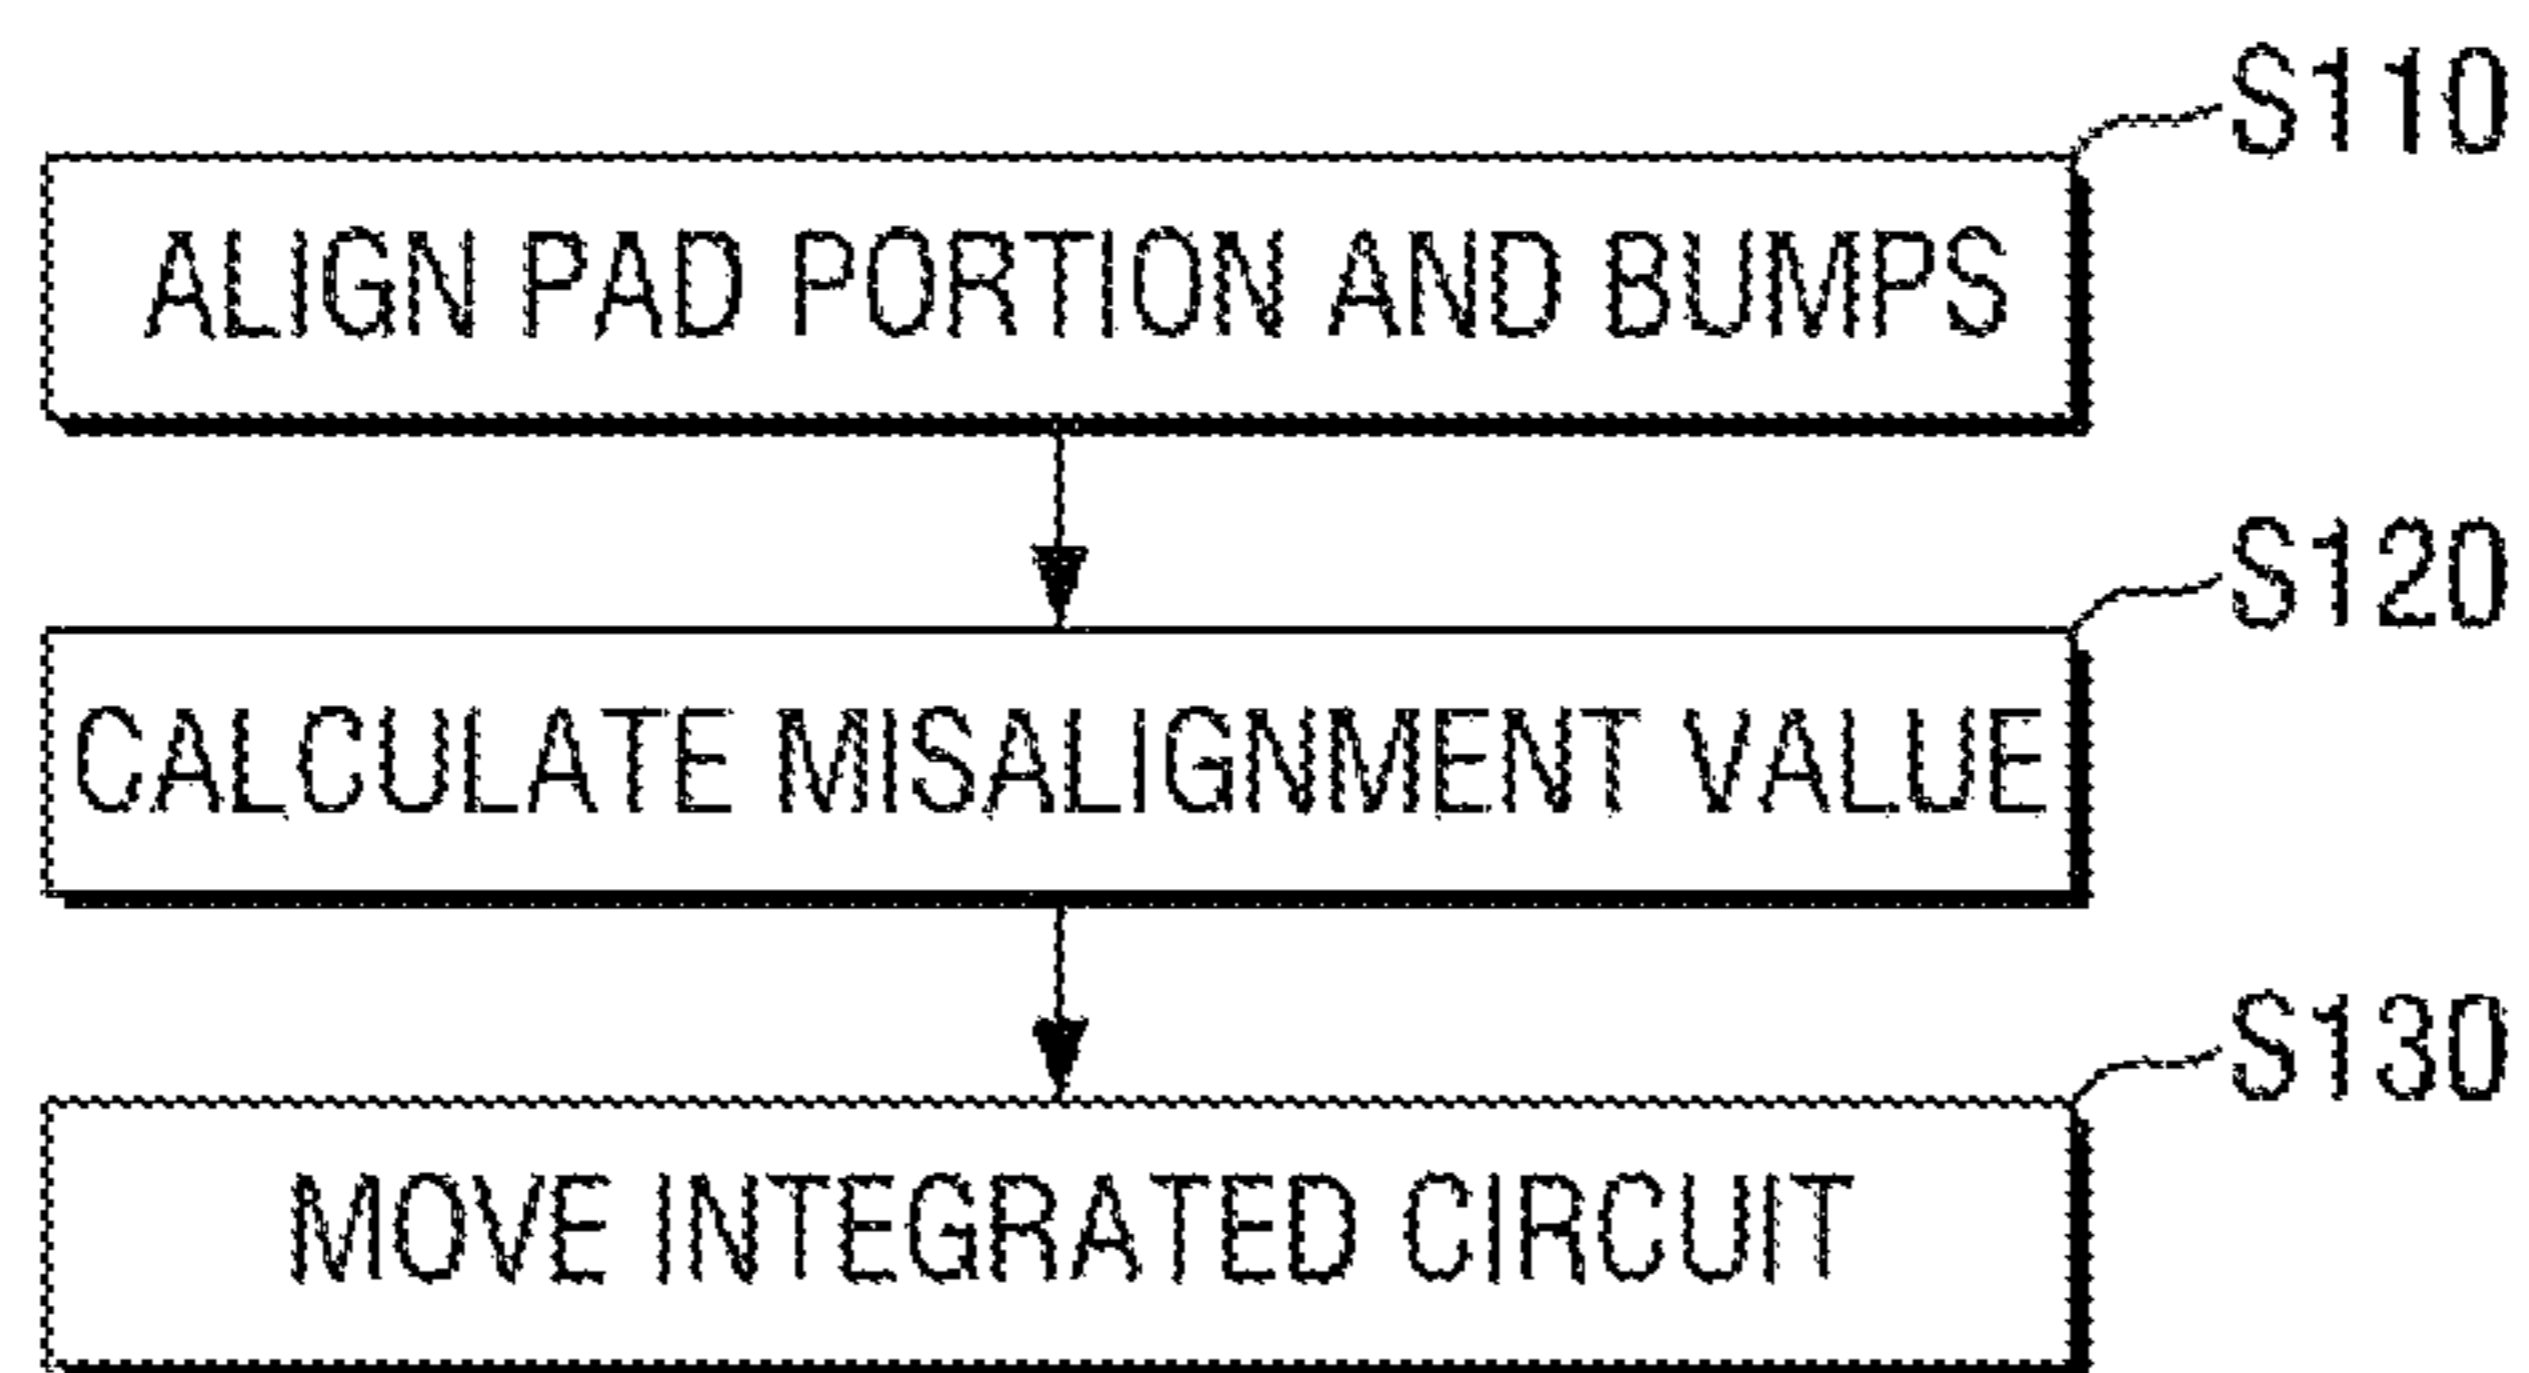 S110
ALIGN PAD PORTION AND BUMPS
S120
CALCULATE MISALIGNMENT VALUE
S130
MOVE INTEGRATED CIRCUIT